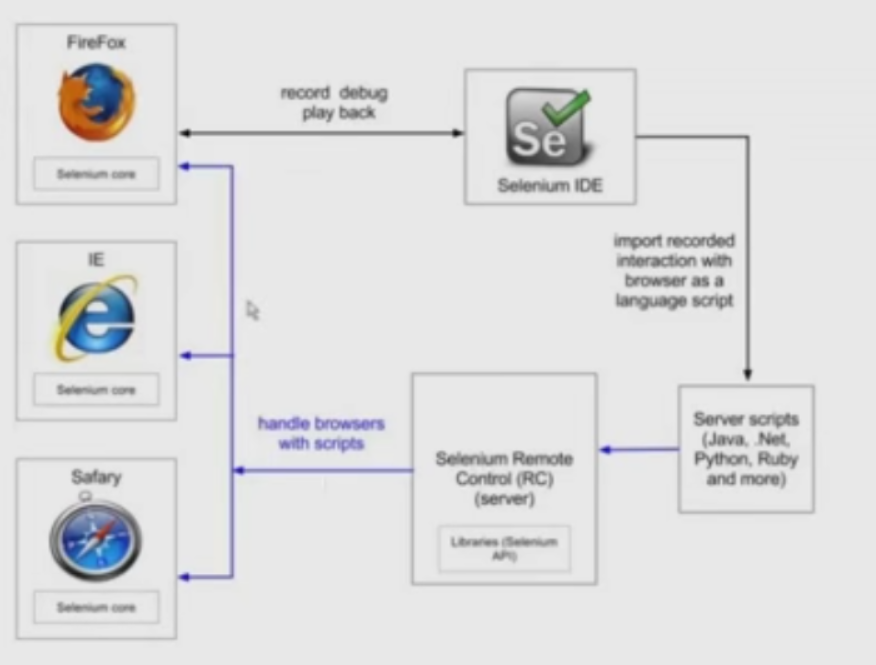 FireFox
Selenium core
record debug
play back
Se
Selenium IDE
import recorded
interaction with
browser as a
language script
IE
Selenium core
handle browsers
with scripts
Selenium Remote
Control (RC)
(server)
Libraries (Selenium
API)
Server scripts
(Java, .Net,
Python, Ruby
and more)
Safary
Selenium core